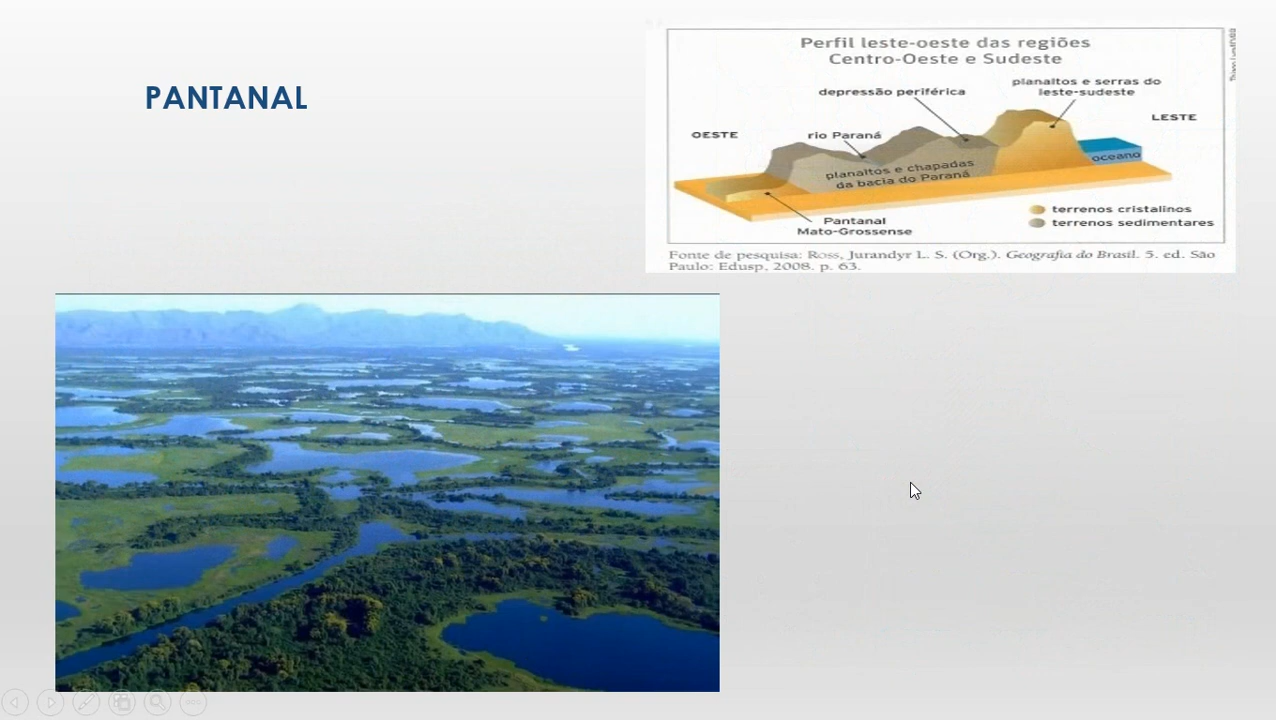 PANTANAL
Perfil leste-oeste das regiões
Centro-Oeste e Sudeste
planaltos e serras do
leste-sudeste
depressão periférica
LESTE
OESTE
rio Paraná
oceano
planaltos e chapadas
da bacia do Paraná
Pantanal
Mato-Grossense
terrenos cristalinos
terrenos sedimentares
Fonte de pesquisa: Ross, Jurandyr L. S. (Org.). Geografia do Brasil. 5. ed. São
Paulo: Edusp, 2008. p. 63.